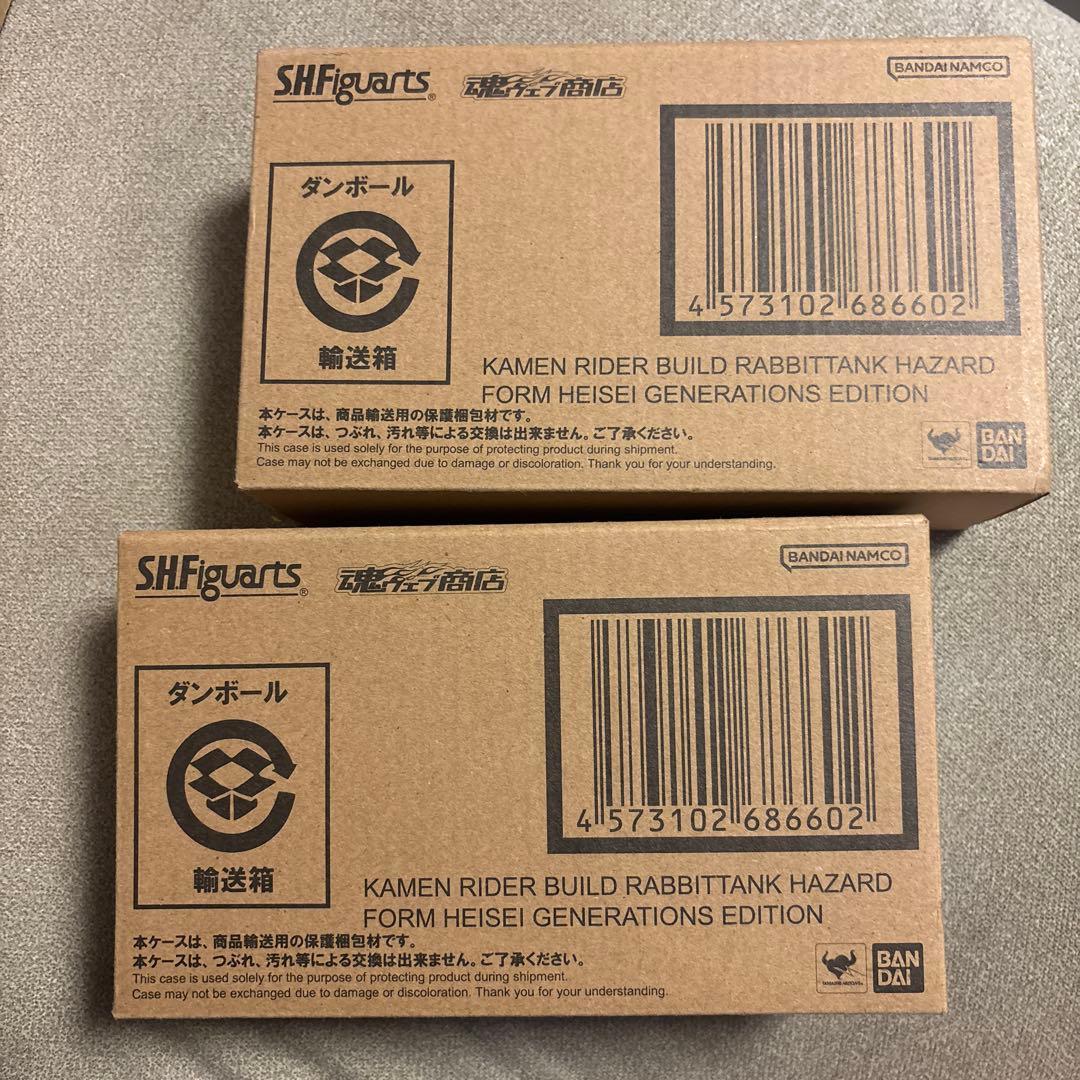 S.H.Figuarts®
魂ウェブ商店
BANDAI NAMCO
ダンボール
輸送箱
4 573102 686602
KAMEN RIDER BUILD RABBITTANK HAZARD
FORM HEISEI GENERATIONS EDITION
本ケースは、商品輸送用の保護梱包材です。
本ケースは、つぶれ、汚れ等による交換は出来ません。ご了承ください。
This case is used solely for the purpose of protecting product during shipment.
Case may not be exchanged due to damage or discoloration. Thank you for your understanding.
BAN
DAI
S.H.Figuarts®
魂ウェブ商店
BANDAI NAMCO
ダンボール
輸送箱
4 573102 686602
KAMEN RIDER BUILD RABBITTANK HAZARD
FORM HEISEI GENERATIONS EDITION
本ケースは、商品輸送用の保護梱包材です。
本ケースは、つぶれ、汚れ等による交換は出来ません。ご了承ください。
This case is used solely for the purpose of protecting product during shipment.
Case may not be exchanged due to damage or discoloration. Thank you for your understanding.
BAN
DAI